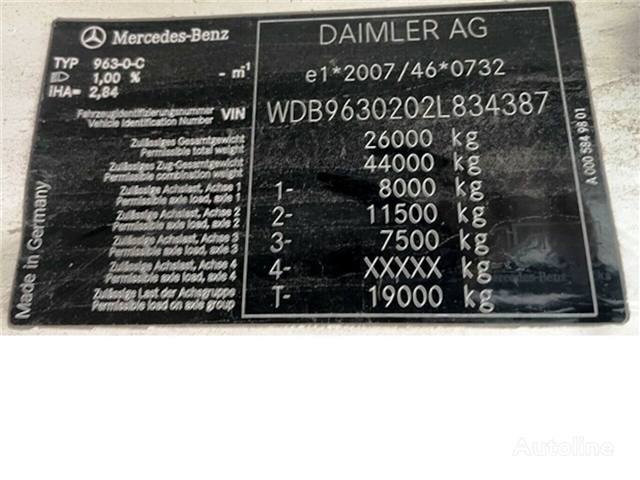 Mercedes-Benz
DAIMLER AG
TYP 963-0-C
1,00 % - m⁻¹
iHA= 2,84
e1*2007/46*0732
Fahrzeugidentifizierungsnummer
Vehicle Identification Number VIN
WDB9630202L834387
Zulässiges Gesamtgewicht
Permissible total weight
26000 kg
Zulässiges Zug-Gesamtgewicht
Permissible combination weight
44000 kg
Zulässige Achslast, Achse 1
Permissible axle load, axle 1
1- 8000 kg
Zulässige Achslast, Achse 2
Permissible axle load, axle 2
2- 11500 kg
Zulässige Achslast, Achse 3
Permissible axle load, axle 3
3- 7500 kg
Zulässige Achslast, Achse 4
Permissible axle load, axle 4
4- XXXXX kg
Zulässige Last der Achsgruppe
Permissible load on axle group
T- 19000 kg
Made in Germany
A 000 584 98 01
Autoline